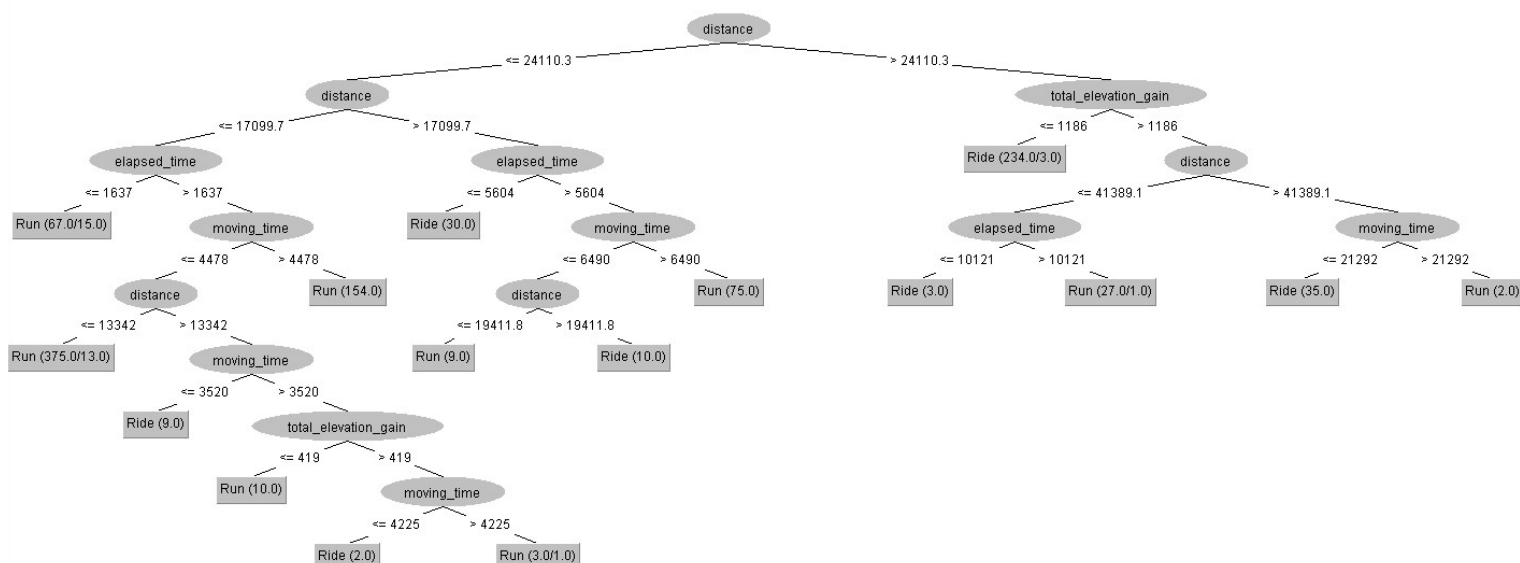 distance
<= 24110.3 > 24110.3
distance total_elevation_gain
<= 17099.7 > 17099.7 <= 1186 > 1186
elapsed_time elapsed_time Ride (234.0/3.0) distance
<= 1637 > 1637 <= 5604 > 5604 <= 41389.1 > 41389.1
Run (67.0/15.0) moving_time Ride (30.0) moving_time elapsed_time moving_time
<= 4478 > 4478 <= 6490 > 6490 <= 10121 > 10121 <= 21292 > 21292
distance Run (154.0) distance Run (75.0) Ride (3.0) Run (27.0/1.0) Ride (35.0) Run (2.0)
<= 13342 > 13342 <= 19411.8 > 19411.8
Run (375.0/13.0) moving_time Run (9.0) Ride (10.0)
<= 3520 > 3520
Ride (9.0) total_elevation_gain
<= 419 > 419
Run (10.0) moving_time
<= 4225 > 4225
Ride (2.0) Run (3.0/1.0)